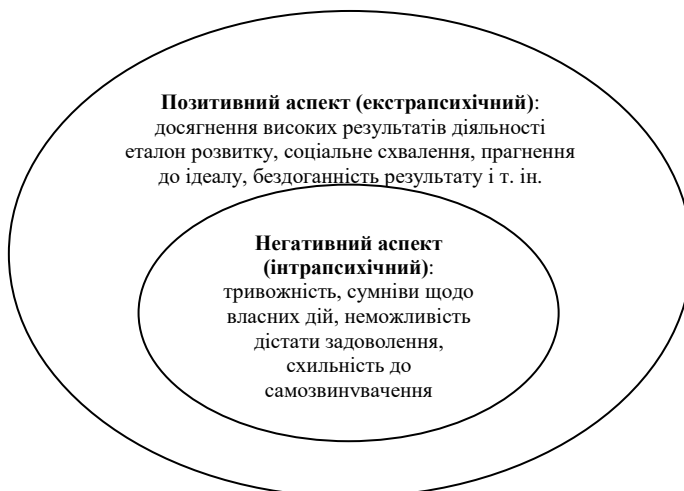 Позитивний аспект (екстрапсихічний):
досягнення високих результатів діяльності
еталон розвитку, соціальне схвалення, прагнення
до ідеалу, бездоганність результату і т. ін.
Негативний аспект
(інтрапсихічний):
тривожність, сумніви щодо
власних дій, неможливість
дістати задоволення,
схильність до
самозвинувачення